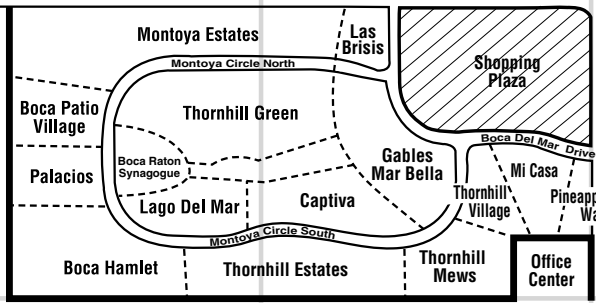 Montoya Estates
Las
Brisis
Shopping
Plaza
Montoya Circle North
Boca Patio
Village
Thornhill Green
Boca Del Mar Drive
Boca Raton
Synagogue
Gables
Mar Bella
Mi Casa
Palacios
Thornhill
Village
Lago Del Mar
Captiva
Montoya Circle South
Boca Hamlet
Thornhill Estates
Thornhill
Mews
Office
Center